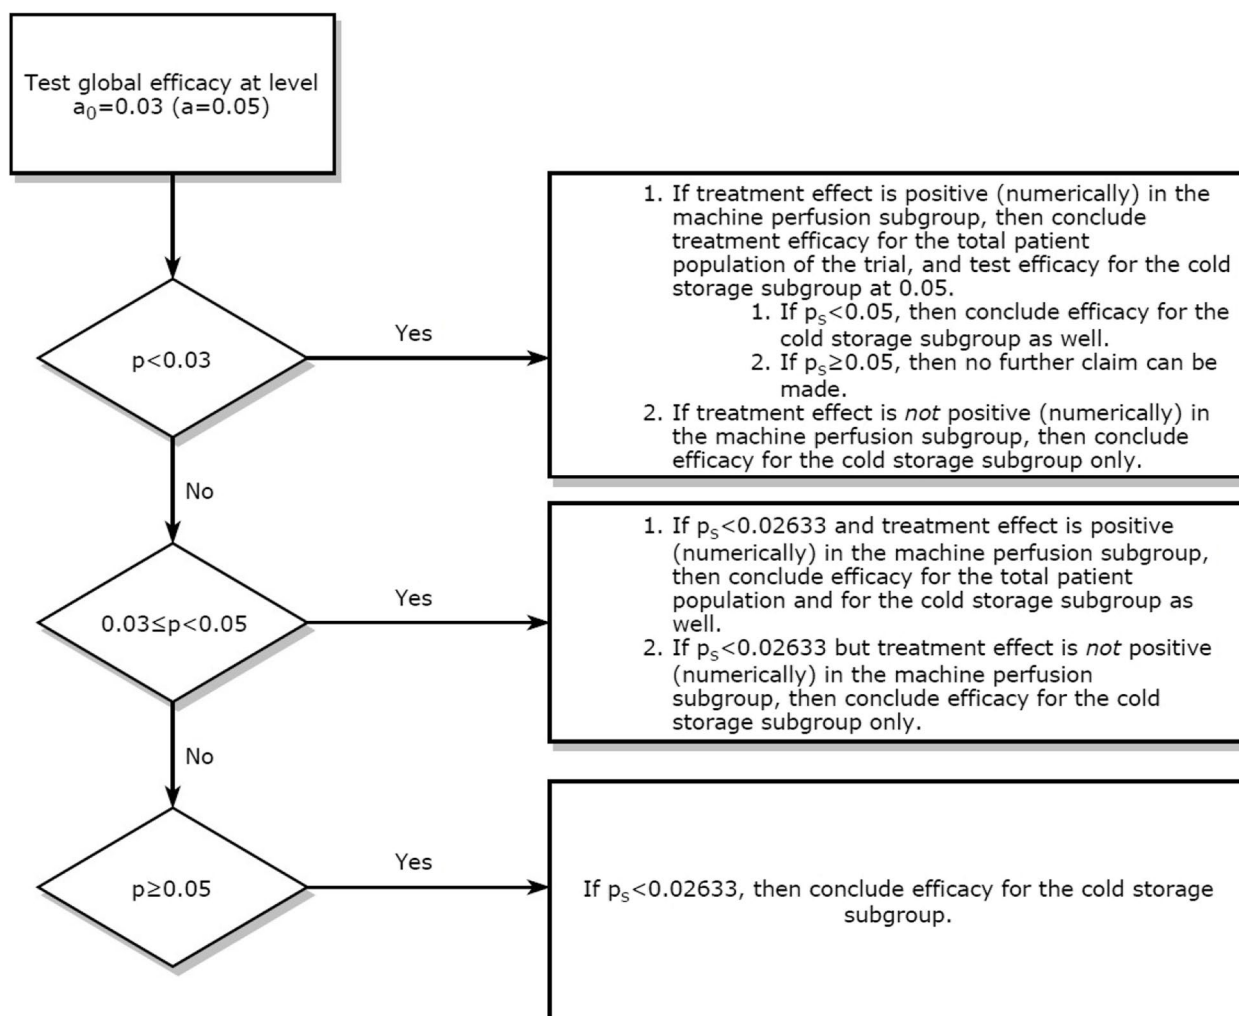 Test global efficacy at level
a₀=0.03 (a=0.05)
p<0.03
Yes
1. If treatment effect is positive (numerically) in the
machine perfusion subgroup, then conclude
treatment efficacy for the total patient
population of the trial, and test efficacy for the cold
storage subgroup at 0.05.
1. If pₛ<0.05, then conclude efficacy for the
cold storage subgroup as well.
2. If pₛ≥0.05, then no further claim can be
made.
2. If treatment effect is not positive (numerically) in
the machine perfusion subgroup, then conclude
efficacy for the cold storage subgroup only.
No
0.03≤p<0.05
Yes
1. If pₛ<0.02633 and treatment effect is positive
(numerically) in the machine perfusion subgroup,
then conclude efficacy for the total patient
population and for the cold storage subgroup as
well.
2. If pₛ<0.02633 but treatment effect is not positive
(numerically) in the machine perfusion
subgroup, then conclude efficacy for the cold
storage subgroup only.
No
p≥0.05
Yes
If pₛ<0.02633, then conclude efficacy for the cold storage
subgroup.